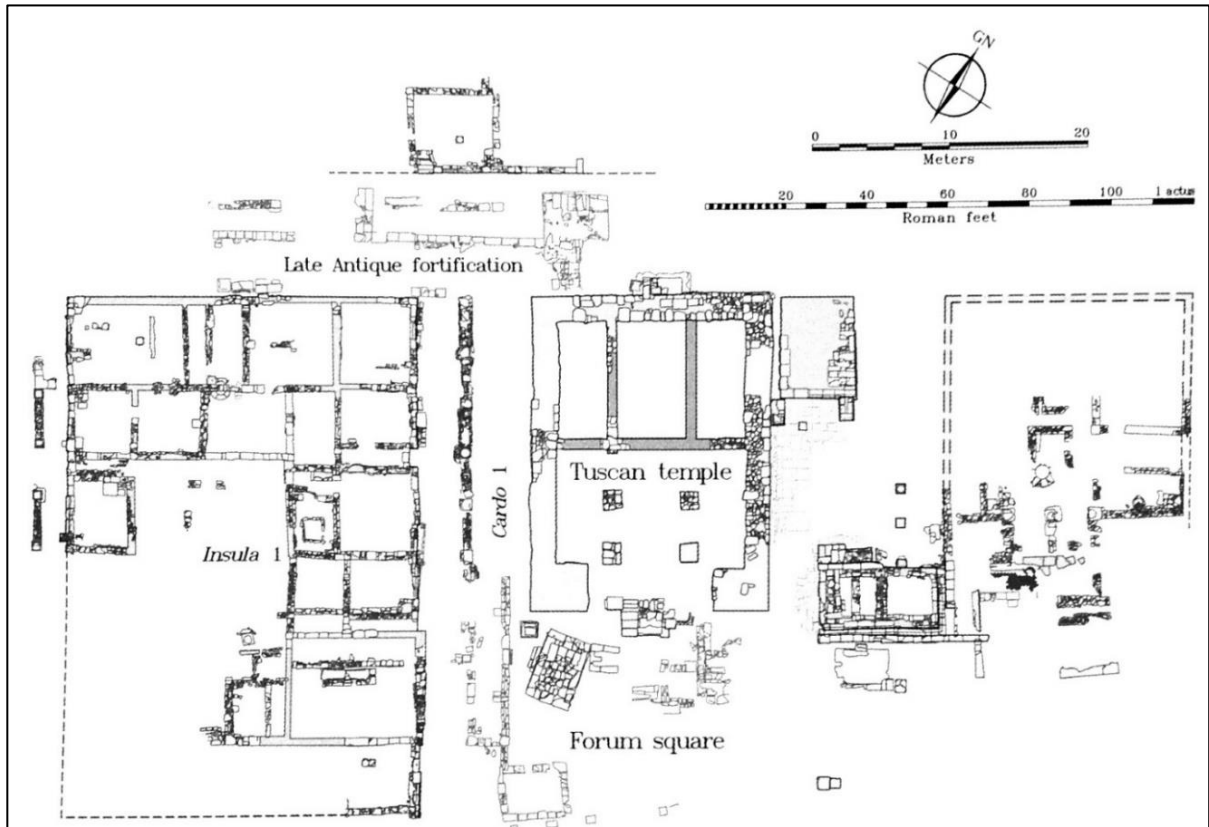 GN
0 10 20
Meters
20 40 60 80 100 1 actus
Roman feet
Late Antique fortification
Cardo 1
Tuscan temple
Insula 1
Forum square